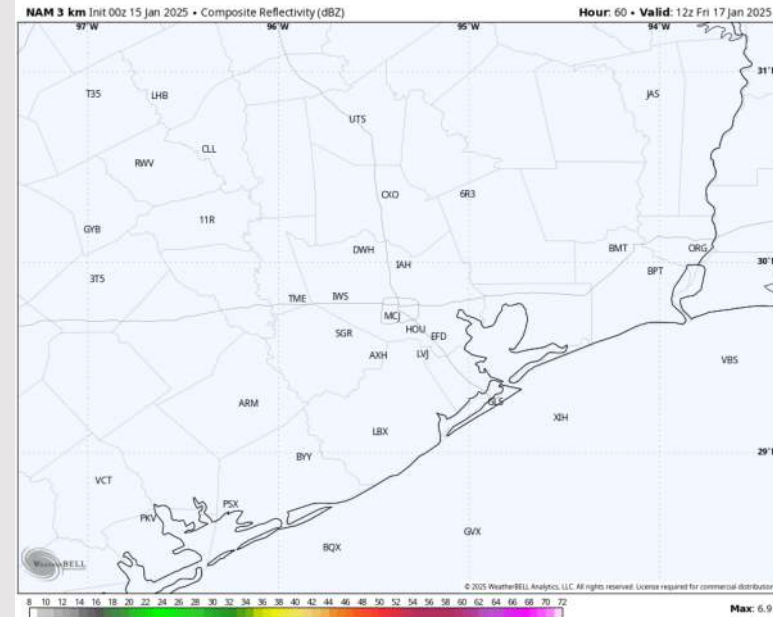 NAM 3 km Init 00z 15 Jan 2025 • Composite Reflectivity (dBZ)
Hour: 60 • Valid: 12z Fri 17 Jan 2025
97°W 96°W 95°W 94°W
31°
T35 LHB JAS
UTS
CLL
RWV
CXO 6R3
11R
GYB
DWH BMT ORG
IAH 30°
3T5 BPT
TME IWS
MCJ
SGR HOU EFD
AXH LVJ VBS
ARM GLS
XIH
LBX
BYY 29°
VCT
PSX
PKV
GVX
BQX
WeatherBELL
© 2025 WeatherBELL Analytics, LLC. All rights reserved. License required for commercial distribution
8 10 12 14 16 18 20 22 24 26 28 30 32 34 36 38 40 42 44 46 48 50 52 54 56 58 60 62 64 66 68 70 72
Max: 6.9